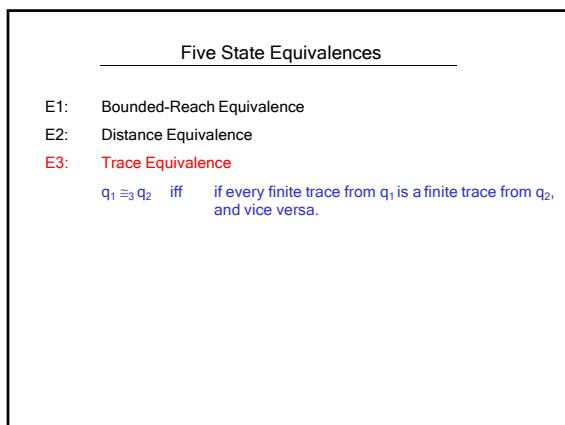 Five State Equivalences
E1: Bounded-Reach Equivalence
E2: Distance Equivalence
E3: Trace Equivalence
q₁ ≅₃ q₂ iff if every finite trace from q₁ is a finite trace from q₂,
and vice versa.